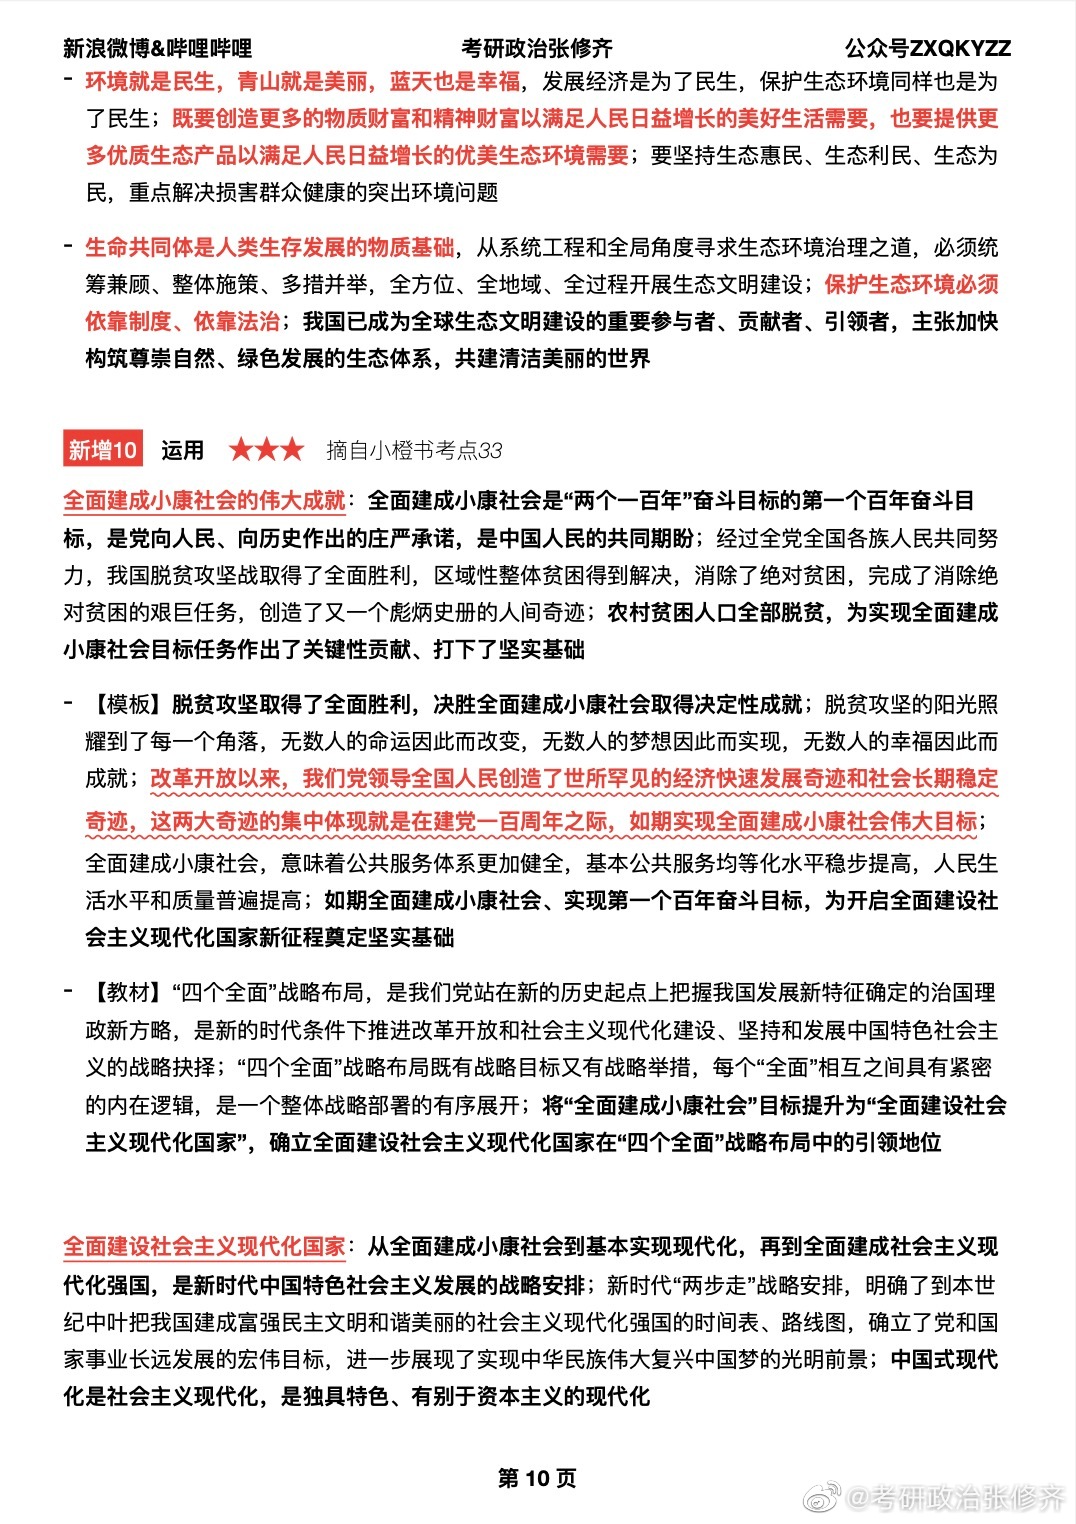 新浪微博&哔哩哔哩 考研政治张修齐 公众号ZXQKYZZ
- 环境就是民生，青山就是美丽，蓝天也是幸福，发展经济是为了民生，保护生态环境同样也是为
了民生；既要创造更多的物质财富和精神财富以满足人民日益增长的美好生活需要，也要提供更
多优质生态产品以满足人民日益增长的优美生态环境需要；要坚持生态惠民、生态利民、生态为
民，重点解决损害群众健康的突出环境问题
- 生命共同体是人类生存发展的物质基础，从系统工程和全局角度寻求生态环境治理之道，必须统
筹兼顾、整体施策、多措并举，全方位、全地域、全过程开展生态文明建设；保护生态环境必须
依靠制度、依靠法治；我国已成为全球生态文明建设的重要参与者、贡献者、引领者，主张加快
构筑尊崇自然、绿色发展的生态体系，共建清洁美丽的世界
新增10 运用 ★★★ 摘自小橙书考点33
全面建成小康社会的伟大成就：全面建成小康社会是“两个一百年”奋斗目标的第一个百年奋斗目
标，是党向人民、向历史作出的庄严承诺，是中国人民的共同期盼；经过全党全国各族人民共同努
力，我国脱贫攻坚战取得了全面胜利，区域性整体贫困得到解决，消除了绝对贫困，完成了消除绝
对贫困的艰巨任务，创造了又一个彪炳史册的人间奇迹；农村贫困人口全部脱贫，为实现全面建成
小康社会目标任务作出了关键性贡献、打下了坚实基础
- 【模板】脱贫攻坚取得了全面胜利，决胜全面建成小康社会取得决定性成就；脱贫攻坚的阳光照
耀到了每一个角落，无数人的命运因此而改变，无数人的梦想因此而实现，无数人的幸福因此而
成就；改革开放以来，我们党领导全国人民创造了世所罕见的经济快速发展奇迹和社会长期稳定
奇迹，这两大奇迹的集中体现就是在建党一百周年之际，如期实现全面建成小康社会伟大目标；
全面建成小康社会，意味着公共服务体系更加健全，基本公共服务均等化水平稳步提高，人民生
活水平和质量普遍提高；如期全面建成小康社会、实现第一个百年奋斗目标，为开启全面建设社
会主义现代化国家新征程奠定坚实基础
- 【教材】“四个全面”战略布局，是我们党站在新的历史起点上把握我国发展新特征确定的治国理
政新方略，是新的时代条件下推进改革开放和社会主义现代化建设、坚持和发展中国特色社会主
义的战略抉择；“四个全面”战略布局既有战略目标又有战略举措，每个“全面”相互之间具有紧密
的内在逻辑，是一个整体战略部署的有序展开；将“全面建成小康社会”目标提升为“全面建设社会
主义现代化国家”，确立全面建设社会主义现代化国家在“四个全面”战略布局中的引领地位
全面建设社会主义现代化国家：从全面建成小康社会到基本实现现代化，再到全面建成社会主义现
代化强国，是新时代中国特色社会主义发展的战略安排；新时代“两步走”战略安排，明确了到本世
纪中叶把我国建成富强民主文明和谐美丽的社会主义现代化强国的时间表、路线图，确立了党和国
家事业长远发展的宏伟目标，进一步展现了实现中华民族伟大复兴中国梦的光明前景；中国式现代
化是社会主义现代化，是独具特色、有别于资本主义的现代化
第 10 页
@考研政治张修齐